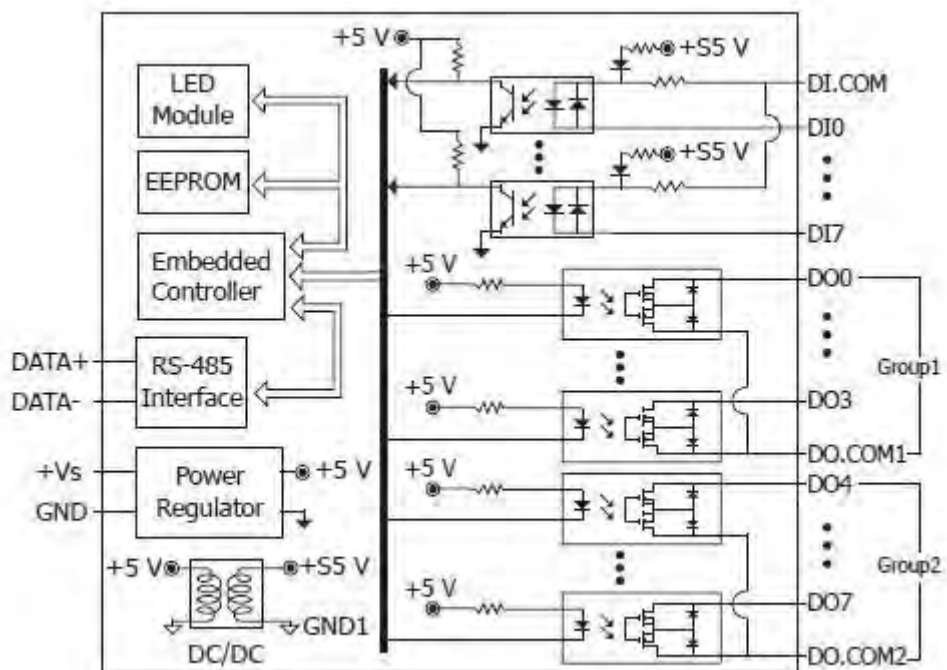 +5 V
+S5 V
LED
Module
DI.COM
DI0
EEPROM
+S5 V
DI7
Embedded
Controller
+5 V
DO0
DATA+
DATA-
RS-485
Interface
Group1
+5 V
DO3
DO.COM1
+Vs
GND
Power
Regulator
+5 V
+5 V
DO4
Group2
+5 V
+S5 V
GND1
DC/DC
+5 V
DO7
DO.COM2